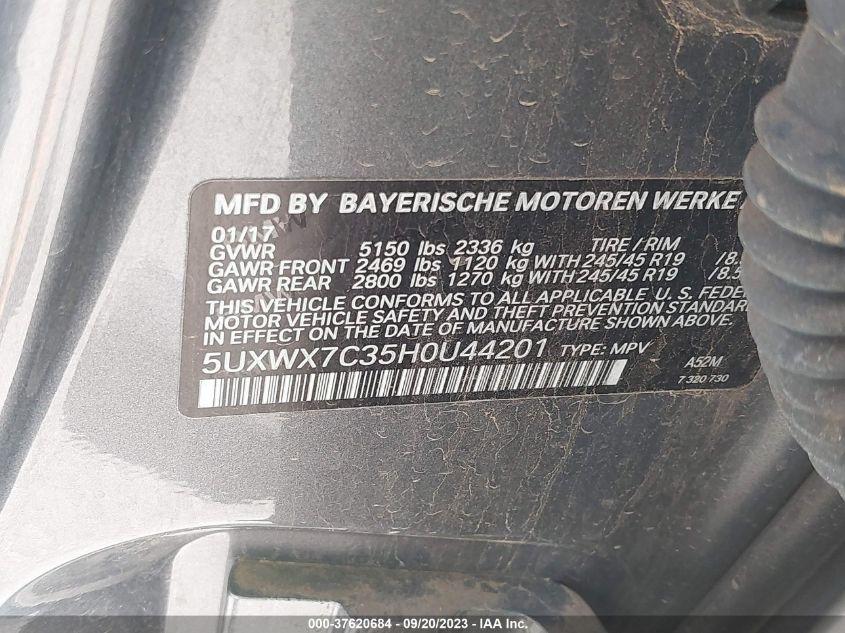 MFD BY BAYERISCHE MOTOREN WERKE
01/17
GVWR 5150 lbs 2336 kg TIRE / RIM
GAWR FRONT 2469 lbs 1120 kg WITH 245/45 R19 /8.
GAWR REAR 2800 lbs 1270 kg WITH 245/45 R19 /8.5
THIS VEHICLE CONFORMS TO ALL APPLICABLE U. S. FEDE
MOTOR VEHICLE SAFETY AND THEFT PREVENTION STANDAR
IN EFFECT ON THE DATE OF MANUFACTURE SHOWN ABOVE.
5UXWX7C35H0U44201 TYPE: MPV A52M
7 320 730
000-37620684 / 09/20/2023 - IAA Inc.